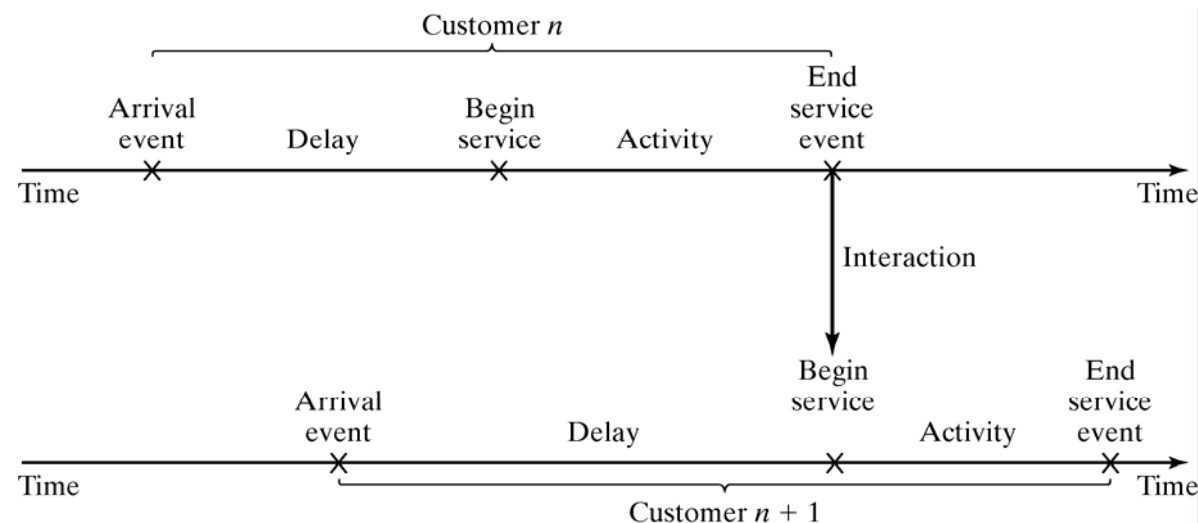 Customer n
Arrival
event
Delay
Begin
service
Activity
End
service
event
Time
Time
Interaction
Arrival
event
Delay
Begin
service
Activity
End
service
event
Time
Time
Customer n + 1